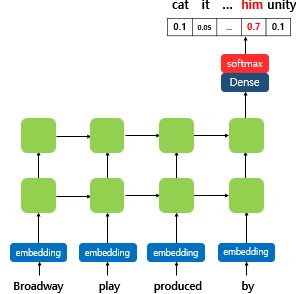 cat it ... him unity
0.1 0.05 ... 0.7 0.1
softmax
Dense
embedding embedding embedding embedding
Broadway play produced by